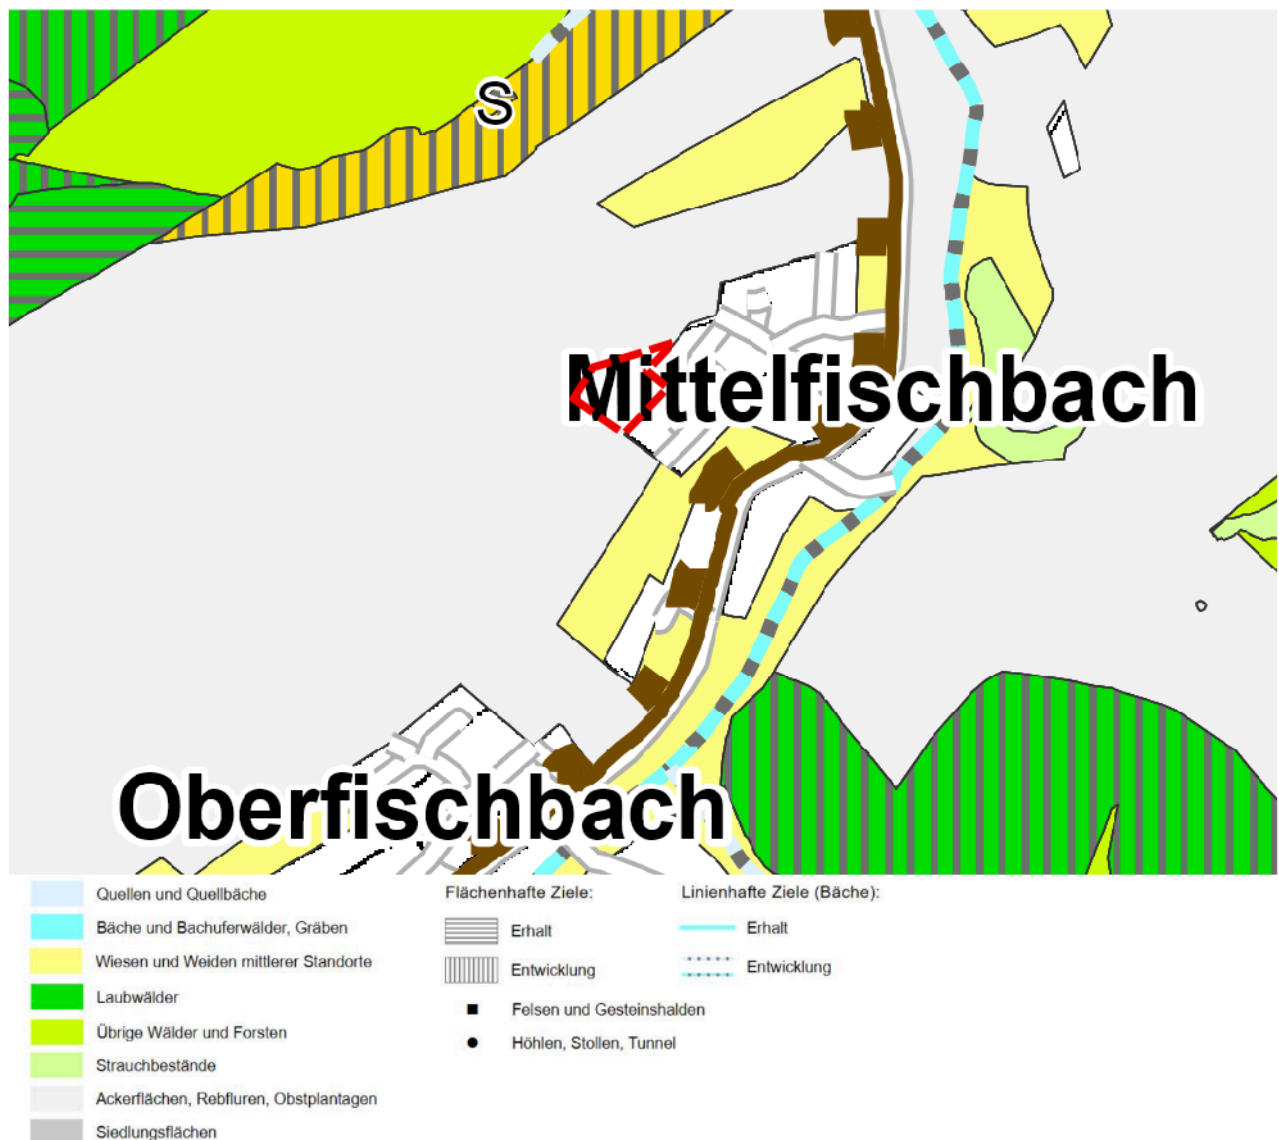 S
Mittelfischbach
Oberfischbach
Quellen und Quellbäche
Bäche und Bachuferwälder, Gräben
Wiesen und Weiden mittlerer Standorte
Laubwälder
Übrige Wälder und Forsten
Strauchbestände
Ackerflächen, Rebfluren, Obstplantagen
Siedlungsflächen
Flächenhafte Ziele:
Erhalt
Entwicklung
Felsen und Gesteinshalden
Höhlen, Stollen, Tunnel
Linienhafte Ziele (Bäche):
Erhalt
Entwicklung